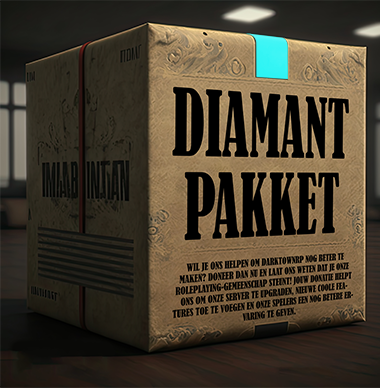 DIAMANT
PAKKET
WIL JE ONS HELPEN OM DARKTOWNRP NOG BETER TE
MAKEN? DONEER DAN NU EN LAAT ONS WETEN DAT JE ONZE
ROLEPLAYING-GEMEENSCHAP STEUNT! JOUW DONATIE HELPT
ONS OM ONZE SERVER TE UPGRADEN, NIEUWE COOLE FEA-
TURES TOE TE VOEGEN EN ONZE SPELERS EEN NOG BETERE ER-
VARING TE GEVEN.